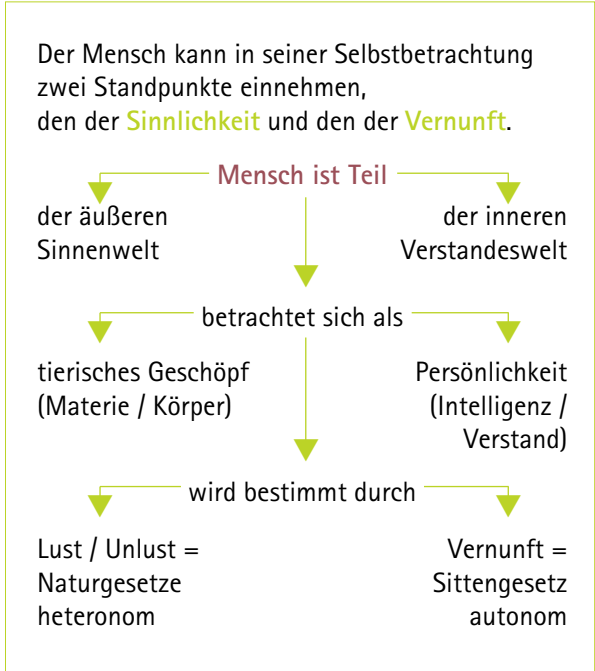 Der Mensch kann in seiner Selbstbetrachtung
zwei Standpunkte einnehmen,
den der Sinnlichkeit und den der Vernunft.
Mensch ist Teil
der äußeren
Sinnenwelt
der inneren
Verstandeswelt
betrachtet sich als
tierisches Geschöpf
(Materie / Körper)
Persönlichkeit
(Intelligenz /
Verstand)
wird bestimmt durch
Lust / Unlust =
Naturgesetze
heteronom
Vernunft =
Sittengesetz
autonom